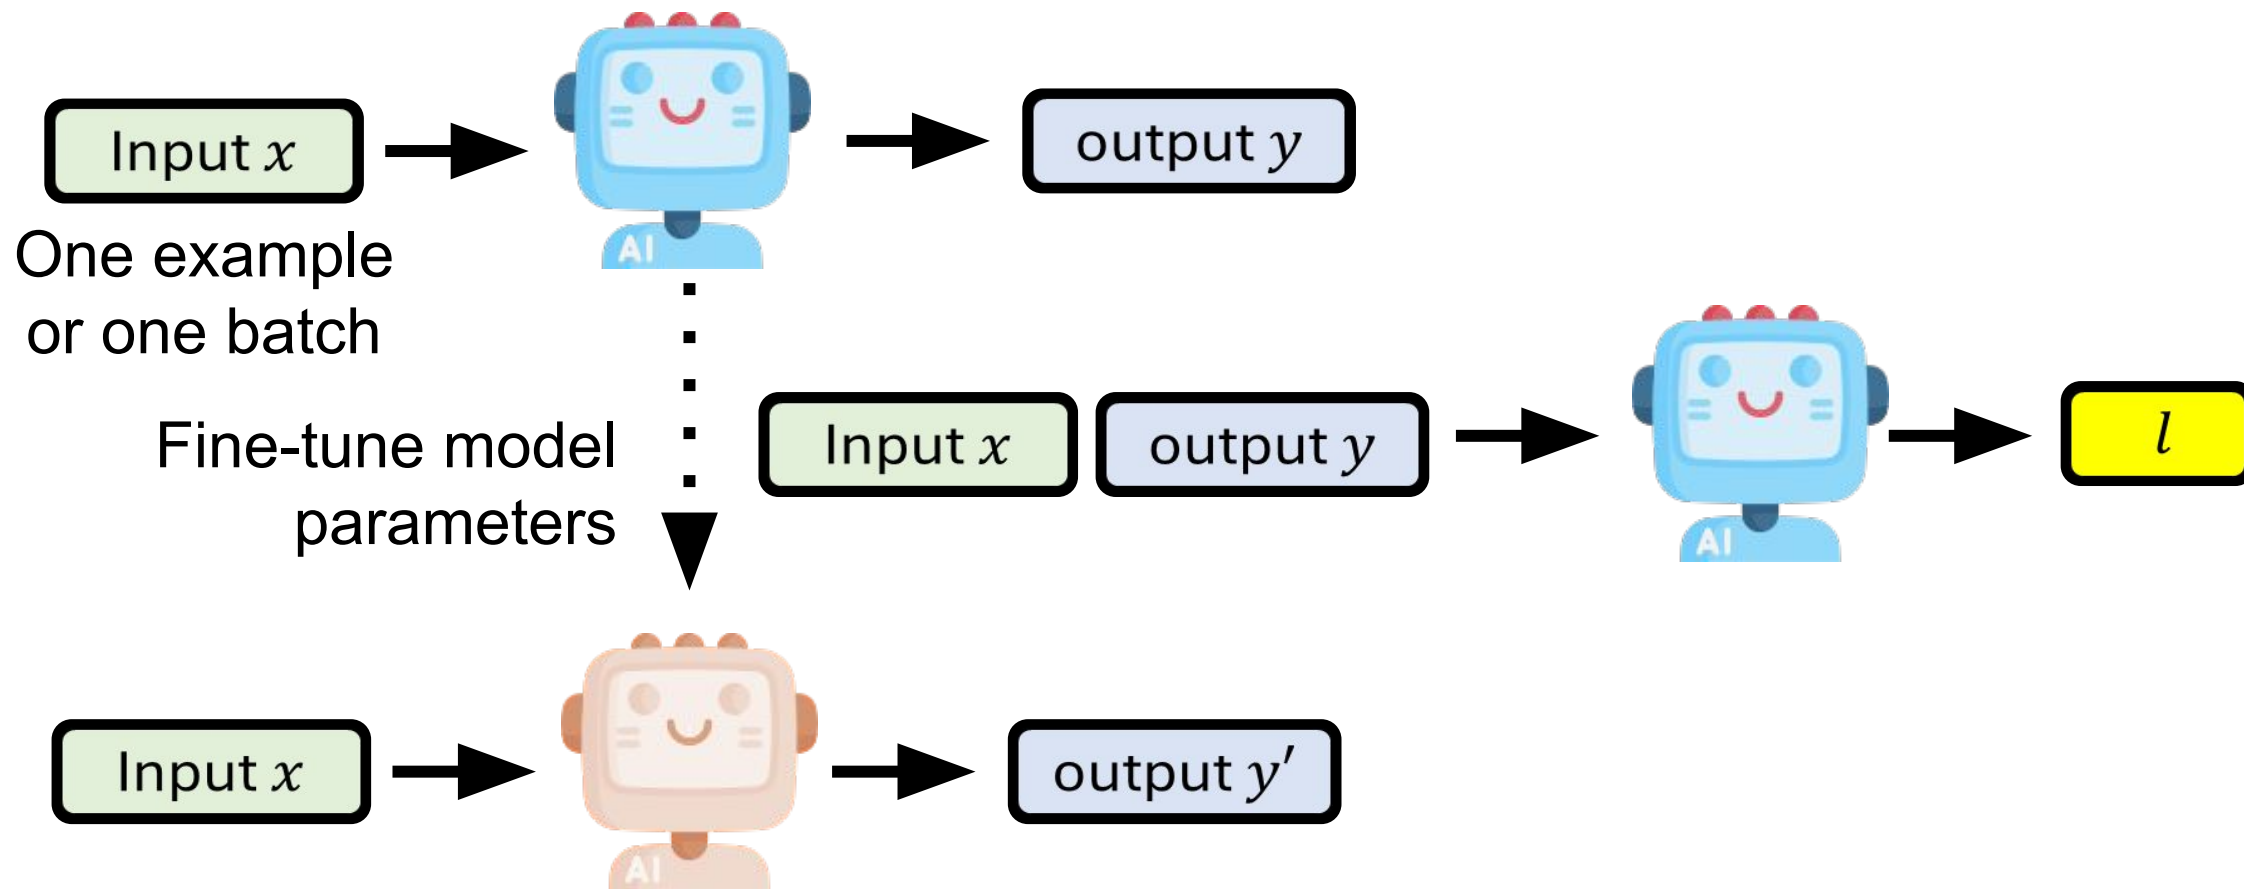 Input x
output y
AI
One example
or one batch
Fine-tune model
parameters
Input x
output y
l
AI
Input x
output y′
AI